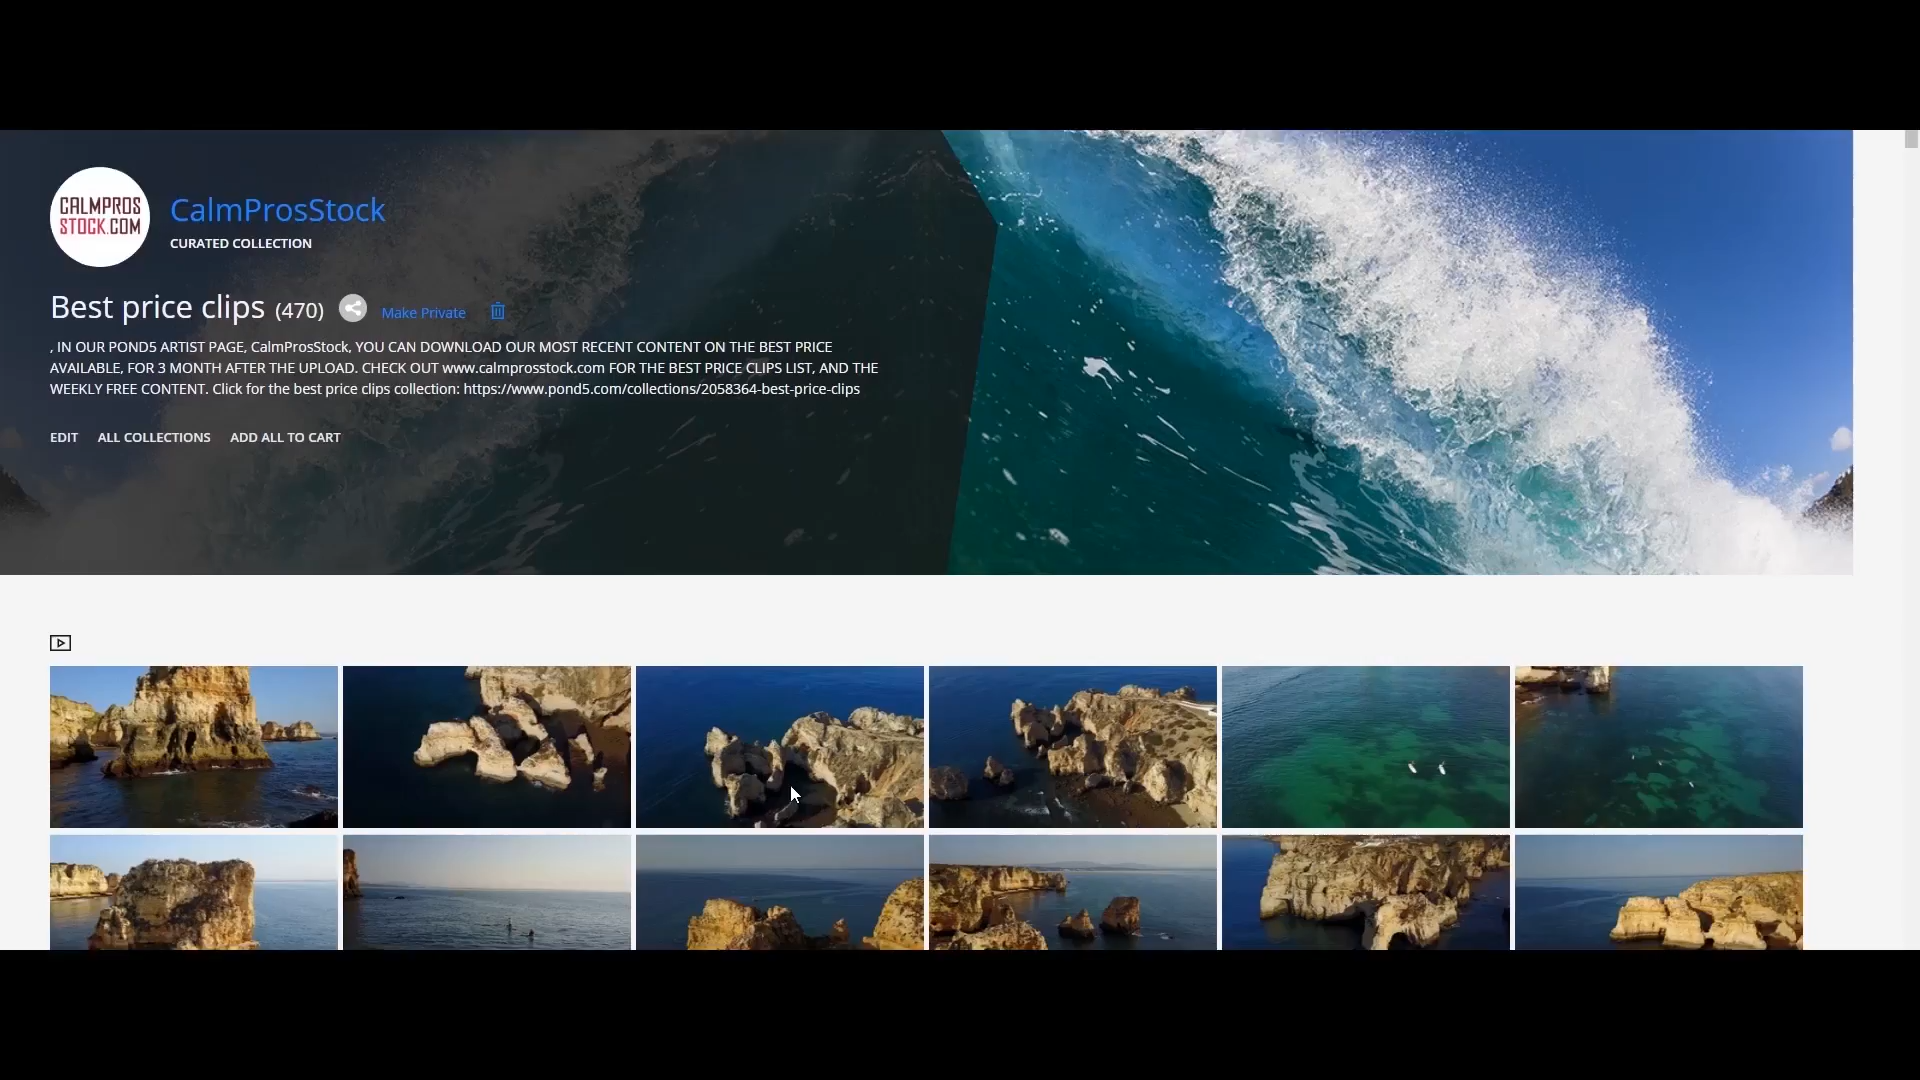 CALMPROS
STOCK.COM
CalmProsStock
CURATED COLLECTION
Best price clips (470) Make Private
, IN OUR POND5 ARTIST PAGE, CalmProsStock, YOU CAN DOWNLOAD OUR MOST RECENT CONTENT ON THE BEST PRICE
AVAILABLE, FOR 3 MONTH AFTER THE UPLOAD. CHECK OUT www.calmprosstock.com FOR THE BEST PRICE CLIPS LIST, AND THE
WEEKLY FREE CONTENT. Click for the best price clips collection: https://www.pond5.com/collections/2058364-best-price-clips
EDIT ALL COLLECTIONS ADD ALL TO CART